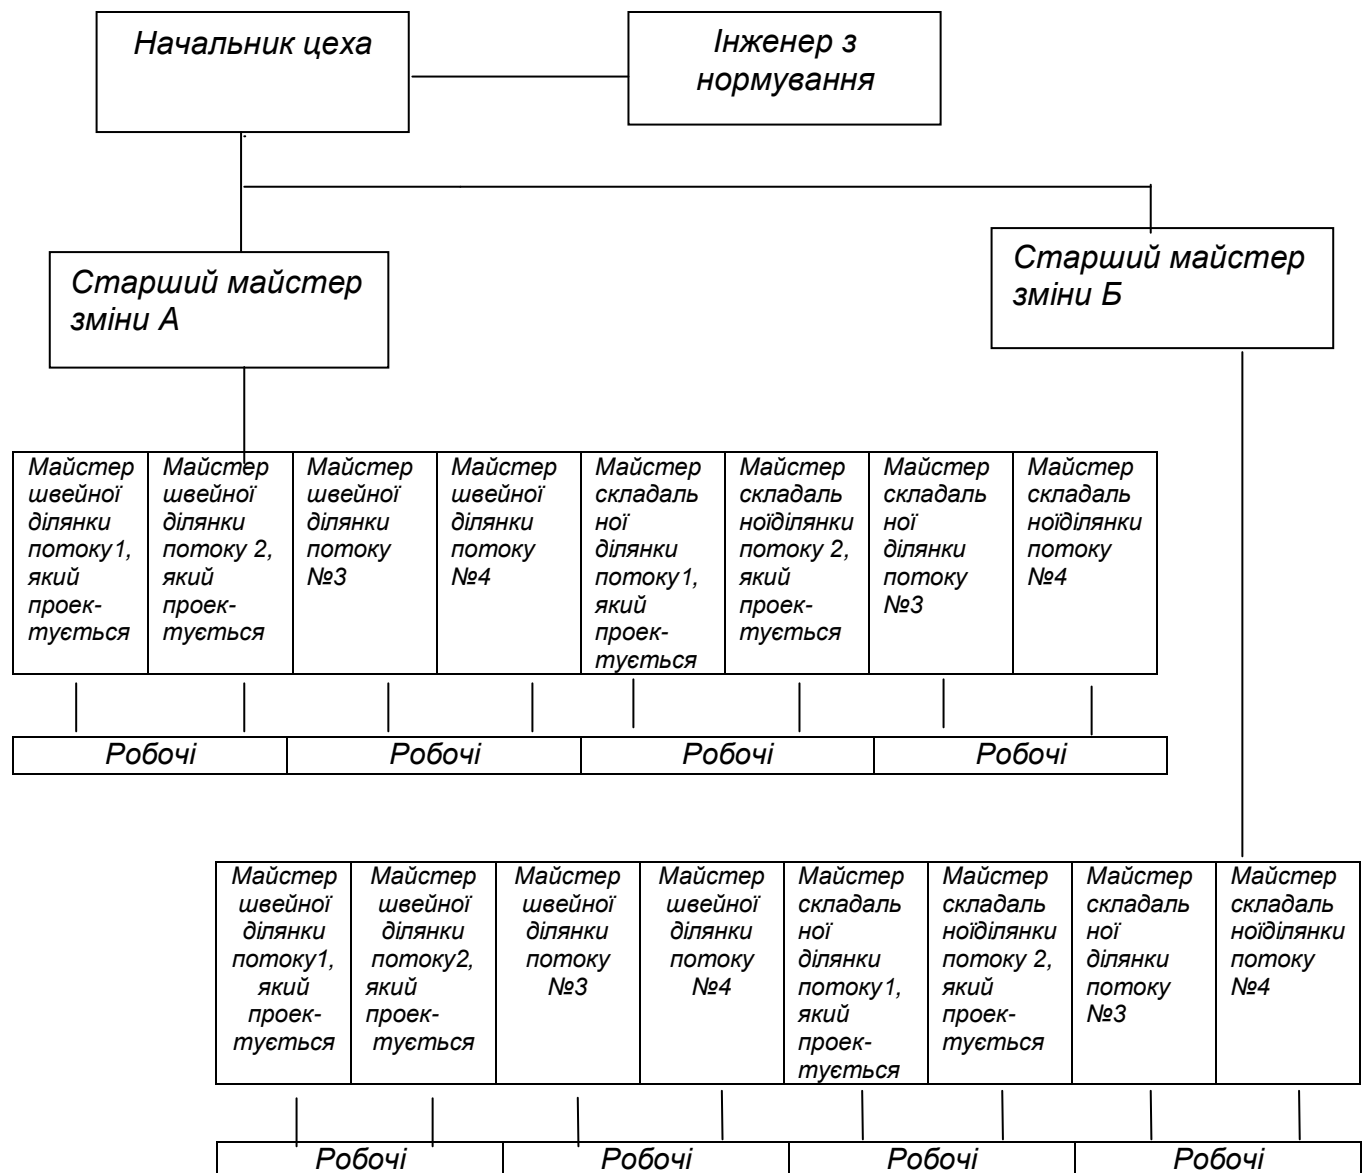 Начальник цеха
Інженер з
нормування
Старший майстер
зміни А
Старший майстер
зміни Б
Майстер
швейної
ділянки
потоку1,
який
проек-
тується
Майстер
швейної
ділянки
потоку 2,
який
проек-
тується
Майстер
швейної
ділянки
потоку
№3
Майстер
швейної
ділянки
потоку
№4
Майстер
складаль
ної
ділянки
потоку1,
який
проек-
тується
Майстер
складаль
ноїділянки
потоку 2,
який
проек-
тується
Майстер
складаль
ної
ділянки
потоку
№3
Майстер
складаль
ноїділянки
потоку
№4
Робочі
Робочі
Робочі
Робочі
Майстер
швейної
ділянки
потоку1,
який
проек-
тується
Майстер
швейної
ділянки
потоку2,
який
проек-
тується
Майстер
швейної
ділянки
потоку
№3
Майстер
швейної
ділянки
потоку
№4
Майстер
складаль
ної
ділянки
потоку1,
який
проек-
тується
Майстер
складаль
ноїділянки
потоку 2,
який
проек-
тується
Майстер
складаль
ної
ділянки
потоку
№3
Майстер
складаль
ноїділянки
потоку
№4
Робочі
Робочі
Робочі
Робочі